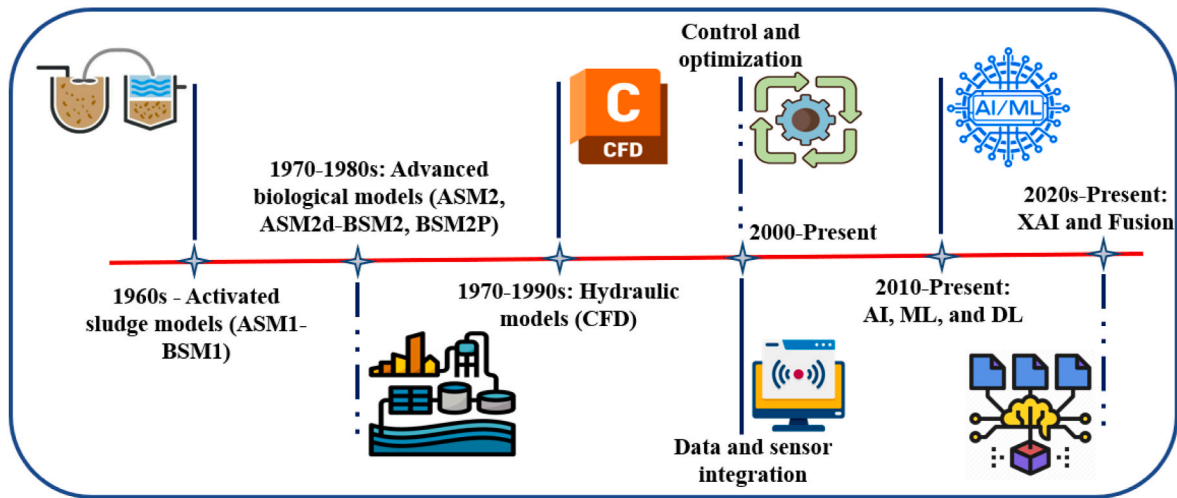 Control and
optimization
C
CFD
AI/ML
1970-1980s: Advanced
biological models (ASM2,
ASM2d-BSM2, BSM2P)
2020s-Present:
XAI and Fusion
2000-Present
1960s - Activated
sludge models (ASM1-
BSM1)
1970-1990s: Hydraulic
models (CFD)
2010-Present:
AI, ML, and DL
Data and sensor
integration